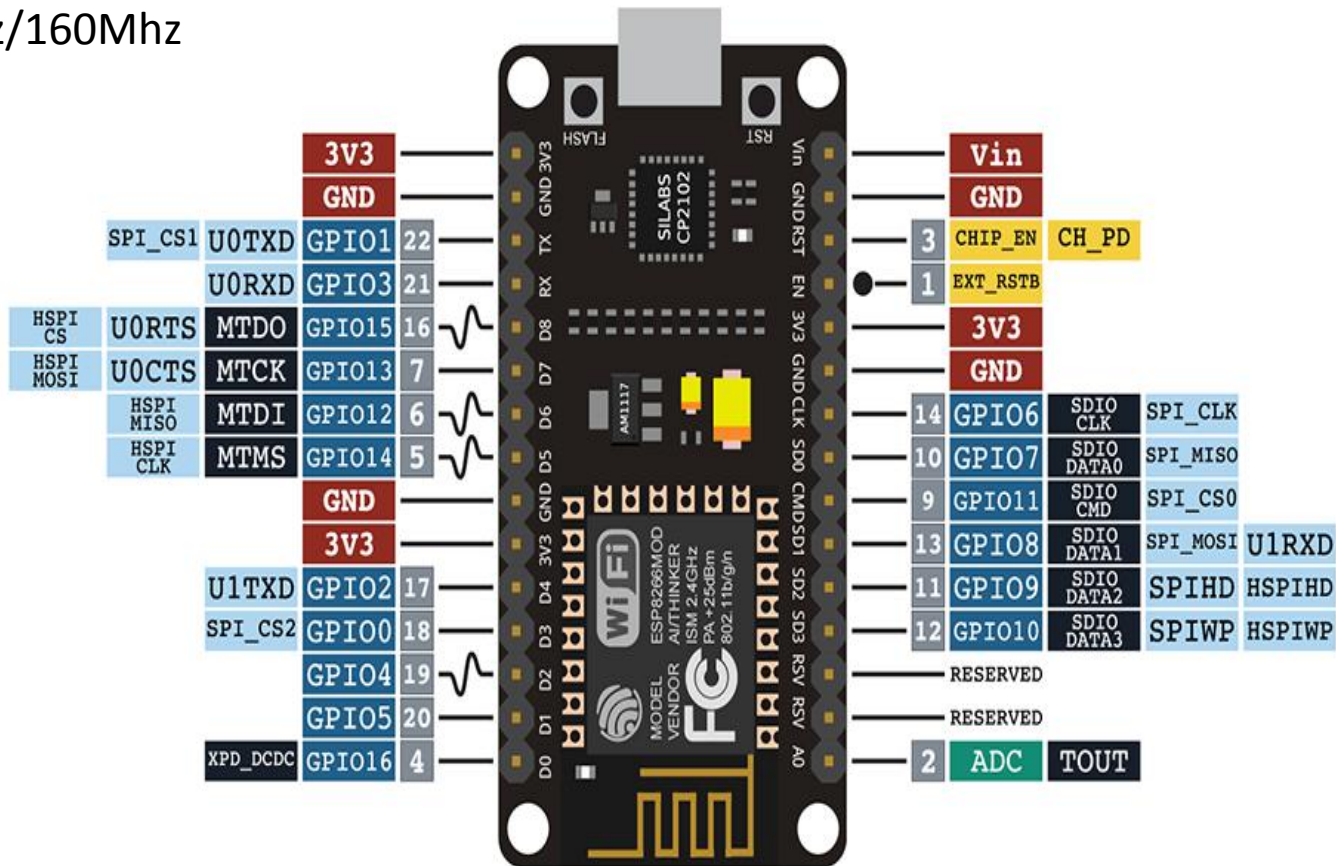 z/160Mhz
FLASH
RST
SILABS
CP2102
AM1117
3V3 3V3
GND GND
SPI_CS1 U0TXD GPIO1 22 TX
U0RXD GPIO3 21 RX
HSPI CS U0RTS MTDO GPIO15 16 D8
HSPI MOSI U0CTS MTCK GPIO13 7 D7
HSPI MISO MTDI GPIO12 6 D6
HSPI CLK MTMS GPIO14 5 D5
GND GND
3V3 3V3
U1TXD GPIO2 17 D4
SPI_CS2 GPIO0 18 D3
GPIO4 19 D2
GPIO5 20 D1
XPD_DCDC GPIO16 4 D0
Vin Vin
GND GND
RST 3 CHIP_EN CH_PD
EN 1 EXT_RSTB
3V3 3V3
GND GND
CLK 14 GPIO6 SDIO CLK SPI_CLK
SD0 10 GPIO7 SDIO DATA0 SPI_MISO
CMD 9 GPIO11 SDIO CMD SPI_CS0
SD1 13 GPIO8 SDIO DATA1 SPI_MOSI U1RXD
SD2 11 GPIO9 SDIO DATA2 SPIHD HSPIHD
SD3 12 GPIO10 SDIO DATA3 SPIWP HSPIWP
RSV RESERVED
RSV RESERVED
A0 2 ADC TOUT
WiFi
ESP8266MOD
AI/THINKER
ISM 2.4GHz
PA +25dBm
802.11b/g/n
MODEL
VENDOR
FC